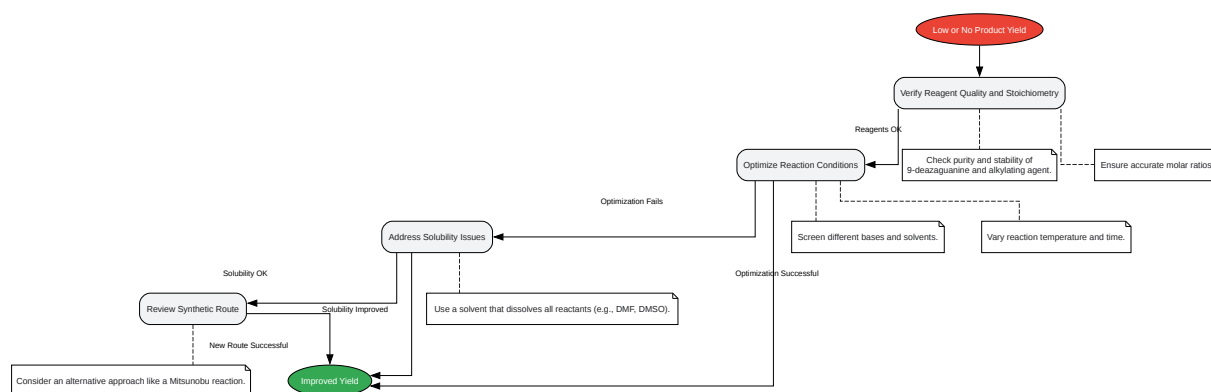 Low or No Product Yield
Verify Reagent Quality and Stoichiometry
Reagents OK
Optimize Reaction Conditions
Check purity and stability of
9-deazaguanine and alkylating agent.
Ensure accurate molar ratios
Optimization Fails
Address Solubility Issues
Screen different bases and solvents.
Vary reaction temperature and time.
Solubility OK
Optimization Successful
Review Synthetic Route
Solubility Improved
Use a solvent that dissolves all reactants (e.g., DMF, DMSO).
New Route Successful
Consider an alternative approach like a Mitsunobu reaction.
Improved Yield